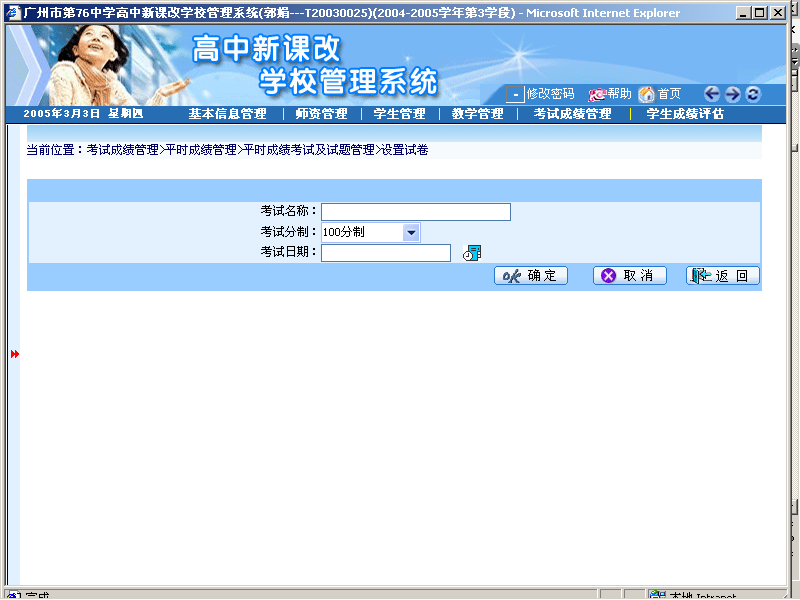 广州市第76中学高中新课改学校管理系统(郭娟---T20030025)(2004-2005学年第3学段) - Microsoft Internet Explorer
高中新课改
学校管理系统
修改密码 帮助 首页
2005年3月3日 星期四 基本信息管理 | 师资管理 | 学生管理 | 教学管理 | 考试成绩管理 | 学生成绩评估
当前位置：考试成绩管理>平时成绩管理>平时成绩考试及试题管理>设置试卷
考试名称：
考试分制：100分制
考试日期：
ok 确 定 取 消 返 回
完成 本地 Intranet